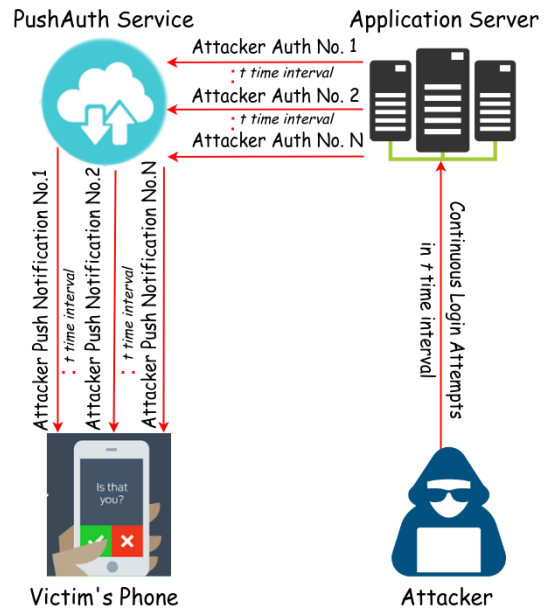 PushAuth Service
Application Server
Attacker Auth No. 1
: t time interval
Attacker Auth No. 2
: t time interval
Attacker Auth No. N
Attacker Push Notification No.1
: t time interval
Attacker Push Notification No.2
: t time interval
Attacker Push Notification No.N
Continuous Login Attempts
in t time interval
Is that
you?
Victim's Phone
Attacker